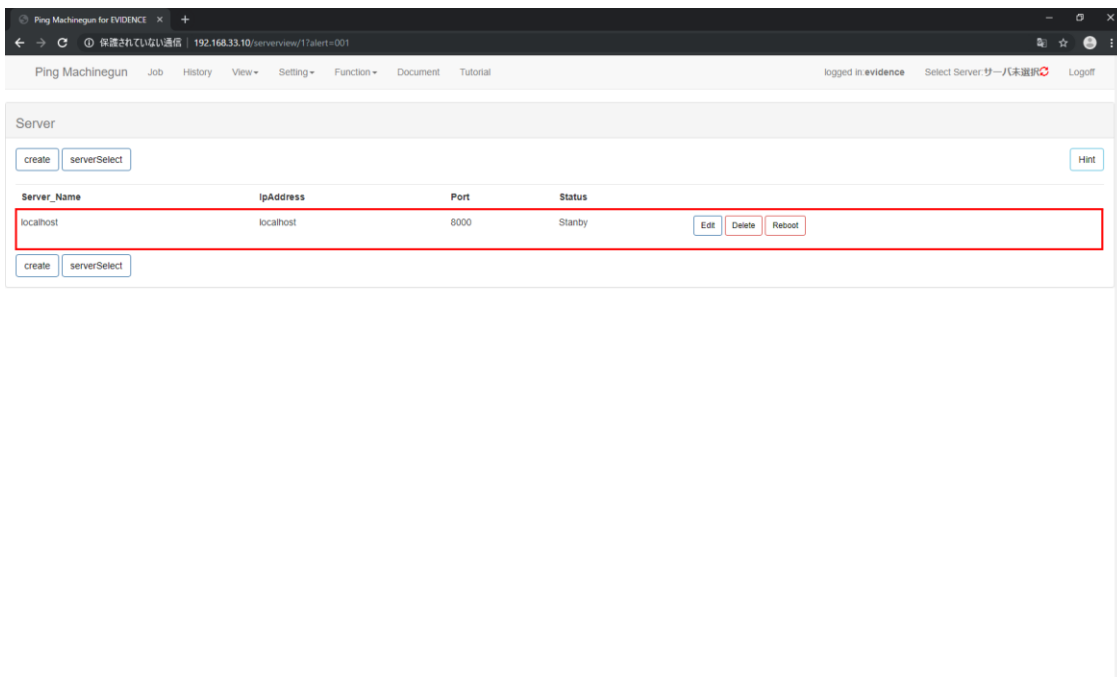 Ping Machinegun for EVIDENCE
保護されていない通信 | 192.168.33.10/serverview/1?alert=001
Ping Machinegun Job History View Setting Function Document Tutorial logged in:evidence Select Server:サーバ未選択 Logoff
Server
create serverSelect Hint
Server_Name IpAddress Port Status
localhost localhost 8000 Stanby Edit Delete Reboot
create serverSelect